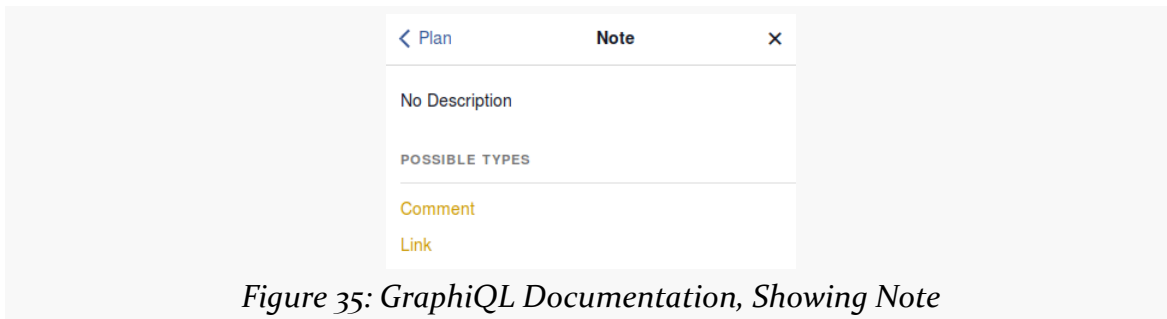 Plan Note ×
No Description
POSSIBLE TYPES
Comment
Link
Figure 35: GraphiQL Documentation, Showing Note